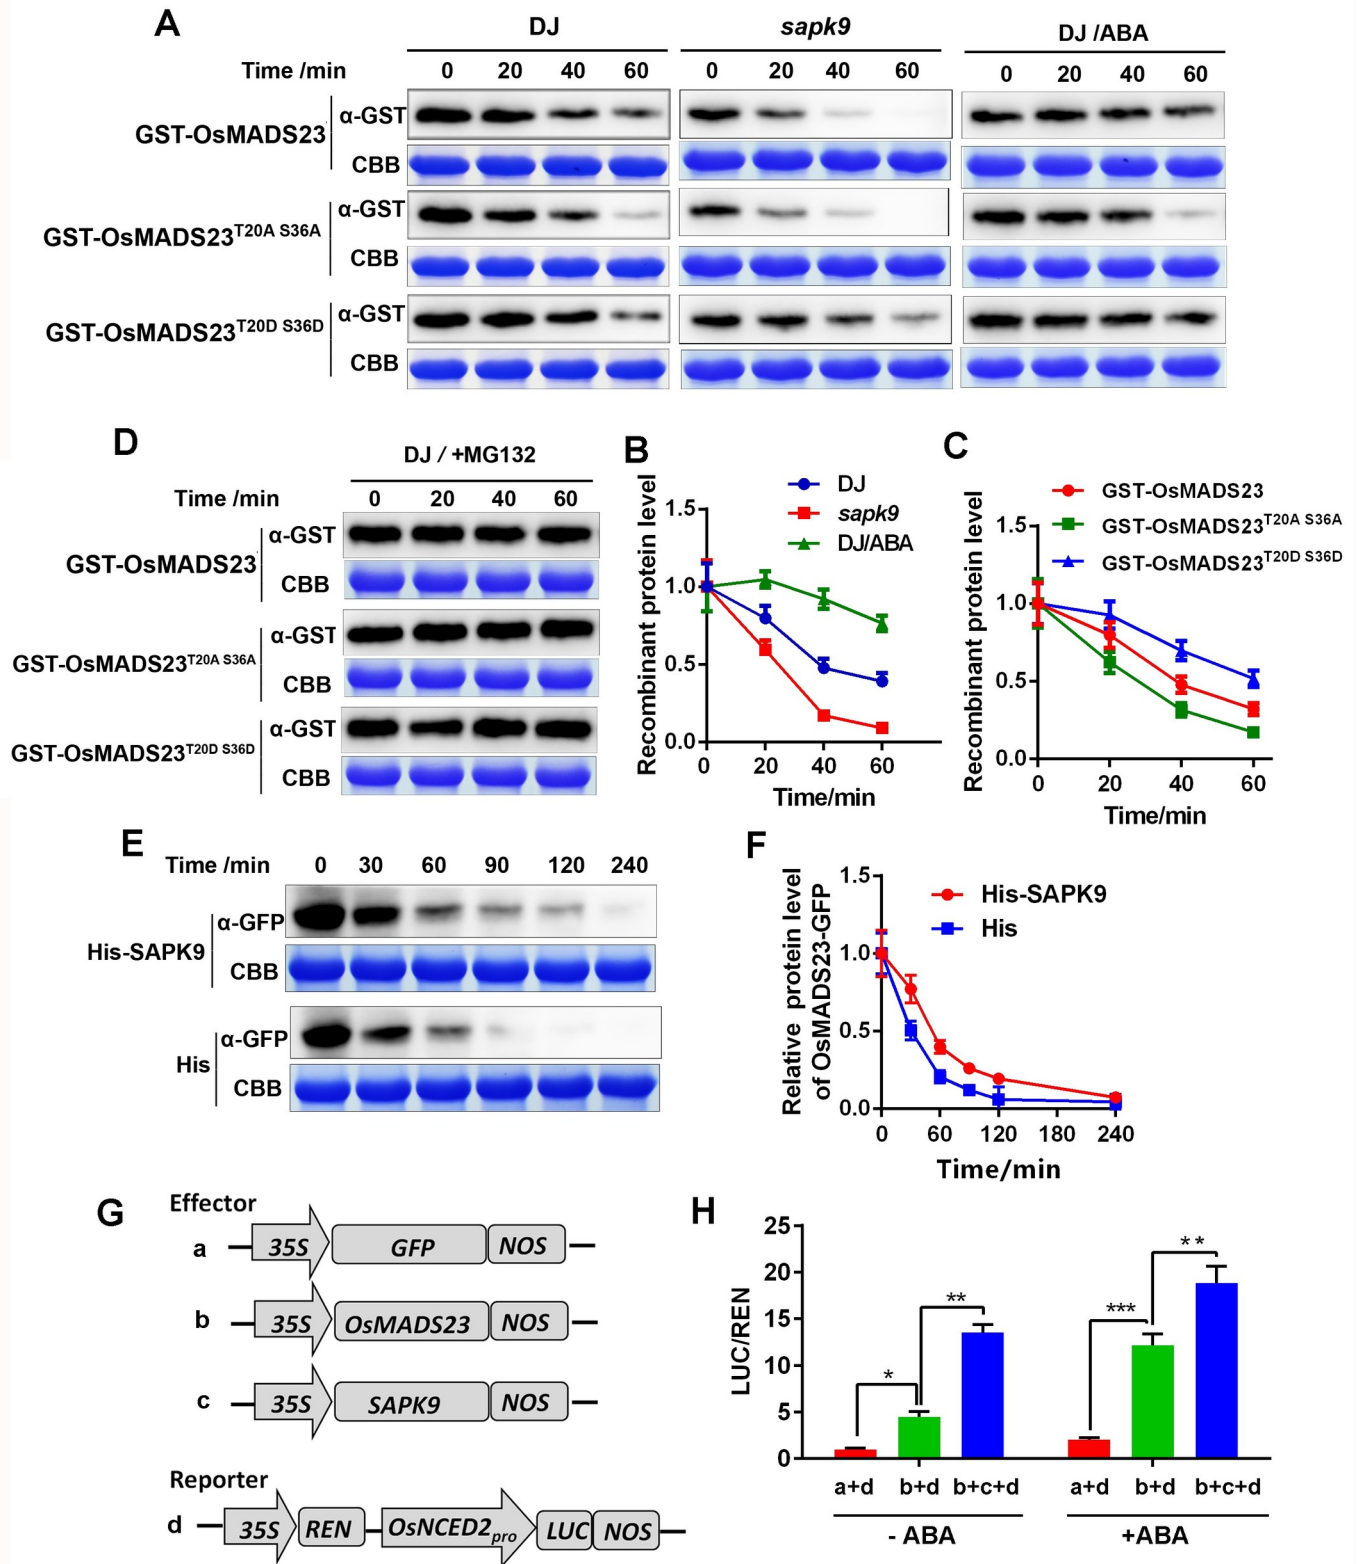 A
DJ
sapk9
DJ /ABA
Time /min
0 20 40 60
0 20 40 60
0 20 40 60
GST-OsMADS23
α-GST
CBB
GST-OsMADS23T20A S36A
α-GST
CBB
GST-OsMADS23T20D S36D
α-GST
CBB
D
DJ / +MG132
Time /min
0 20 40 60
GST-OsMADS23
α-GST
CBB
GST-OsMADS23T20A S36A
α-GST
CBB
GST-OsMADS23T20D S36D
α-GST
CBB
B
DJ
sapk9
DJ/ABA
Recombinant protein level
1.5
1.0
0.5
0.0
0 20 40 60
Time/min
C
GST-OsMADS23
GST-OsMADS23T20A S36A
GST-OsMADS23T20D S36D
Recombinant protein level
1.5
1.0
0.5
0.0
0 20 40 60
Time/min
E
Time /min
0 30 60 90 120 240
His-SAPK9
α-GFP
CBB
His
α-GFP
CBB
F
His-SAPK9
His
Relative protein level
of OsMADS23-GFP
1.5
1.0
0.5
0.0
0 60 120 180 240
Time/min
G
Effector
a 35S GFP NOS
b 35S OsMADS23 NOS
c 35S SAPK9 NOS
Reporter
d 35S REN OsNCED2pro LUC NOS
H
LUC/REN
25
20
15
10
5
0
* ** *** **
a+d b+d b+c+d a+d b+d b+c+d
- ABA +ABA